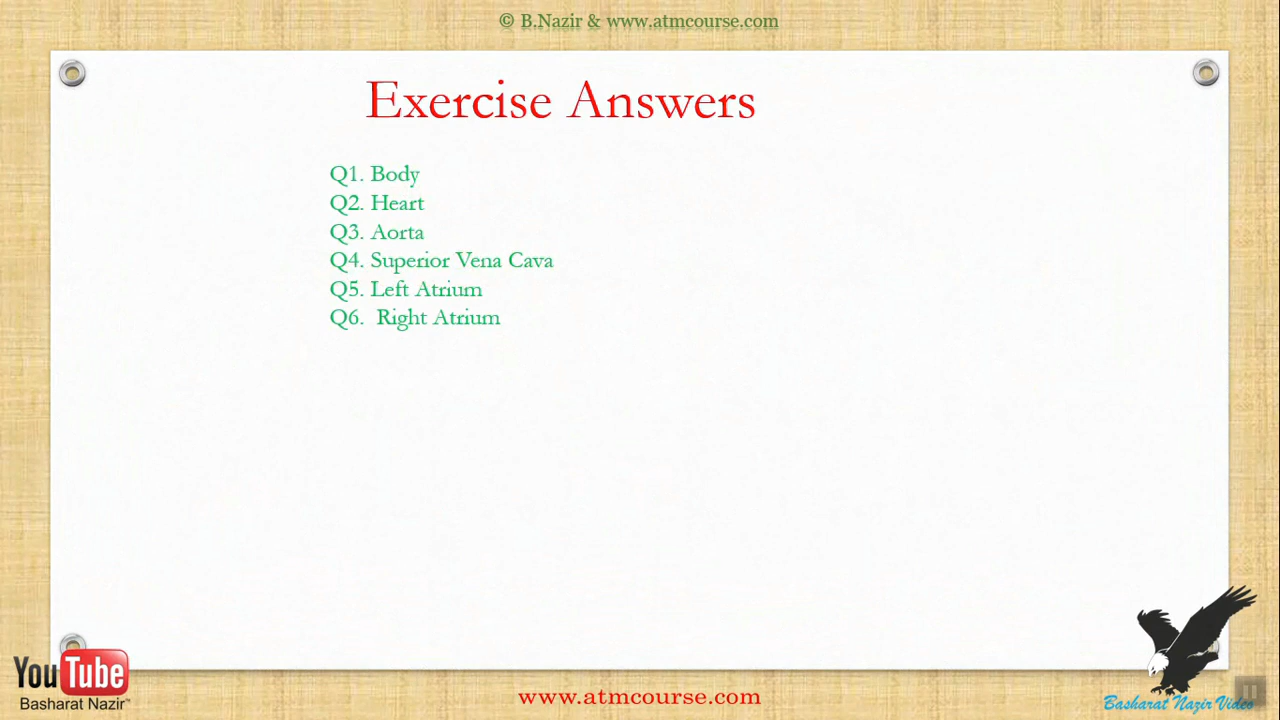 © B.Nazir & www.atmcourse.com
Exercise Answers
Q1. Body
Q2. Heart
Q3. Aorta
Q4. Superior Vena Cava
Q5. Left Atrium
Q6. Right Atrium
YouTube
Basharat Nazir™
www.atmcourse.com
Basharat Nazir Video